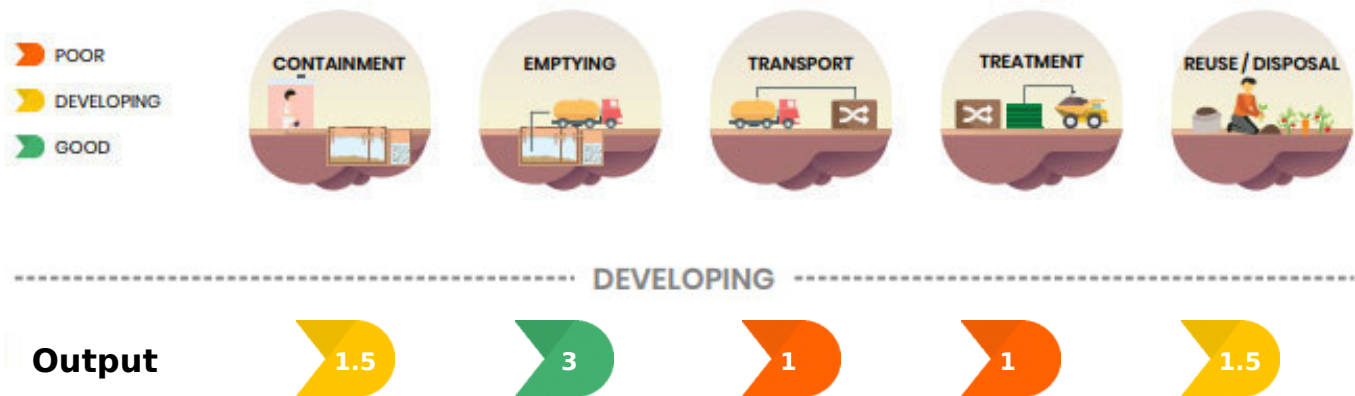 POOR
DEVELOPING
GOOD
CONTAINMENT
EMPTYING
TRANSPORT
TREATMENT
REUSE / DISPOSAL
DEVELOPING
Output 1.5 3 1 1 1.5